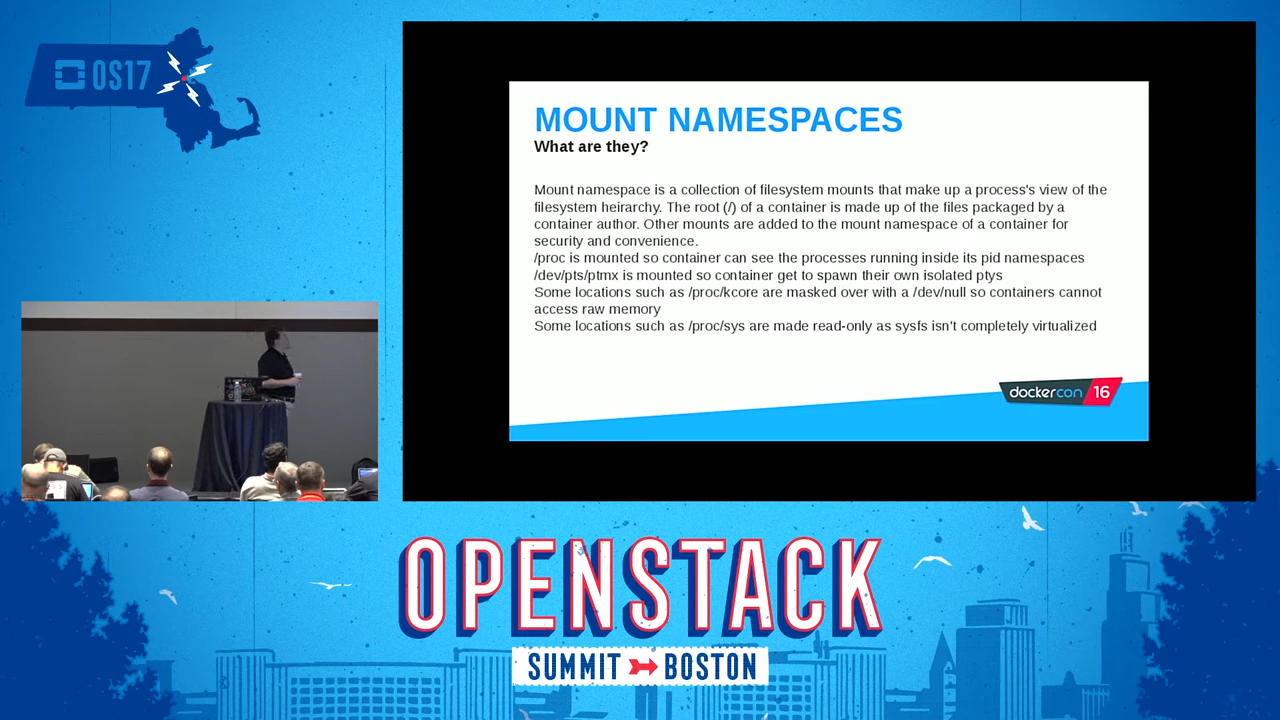 OS17
MOUNT NAMESPACES
What are they?
Mount namespace is a collection of filesystem mounts that make up a process's view of the
filesystem heirarchy. The root (/) of a container is made up of the files packaged by a
container author. Other mounts are added to the mount namespace of a container for
security and convenience.
/proc is mounted so container can see the processes running inside its pid namespaces
/dev/pts/ptmx is mounted so container get to spawn their own isolated ptys
Some locations such as /proc/kcore are masked over with a /dev/null so containers cannot
access raw memory
Some locations such as /proc/sys are made read-only as sysfs isn't completely virtualized
dockercon 16
OPENSTACK
SUMMIT BOSTON